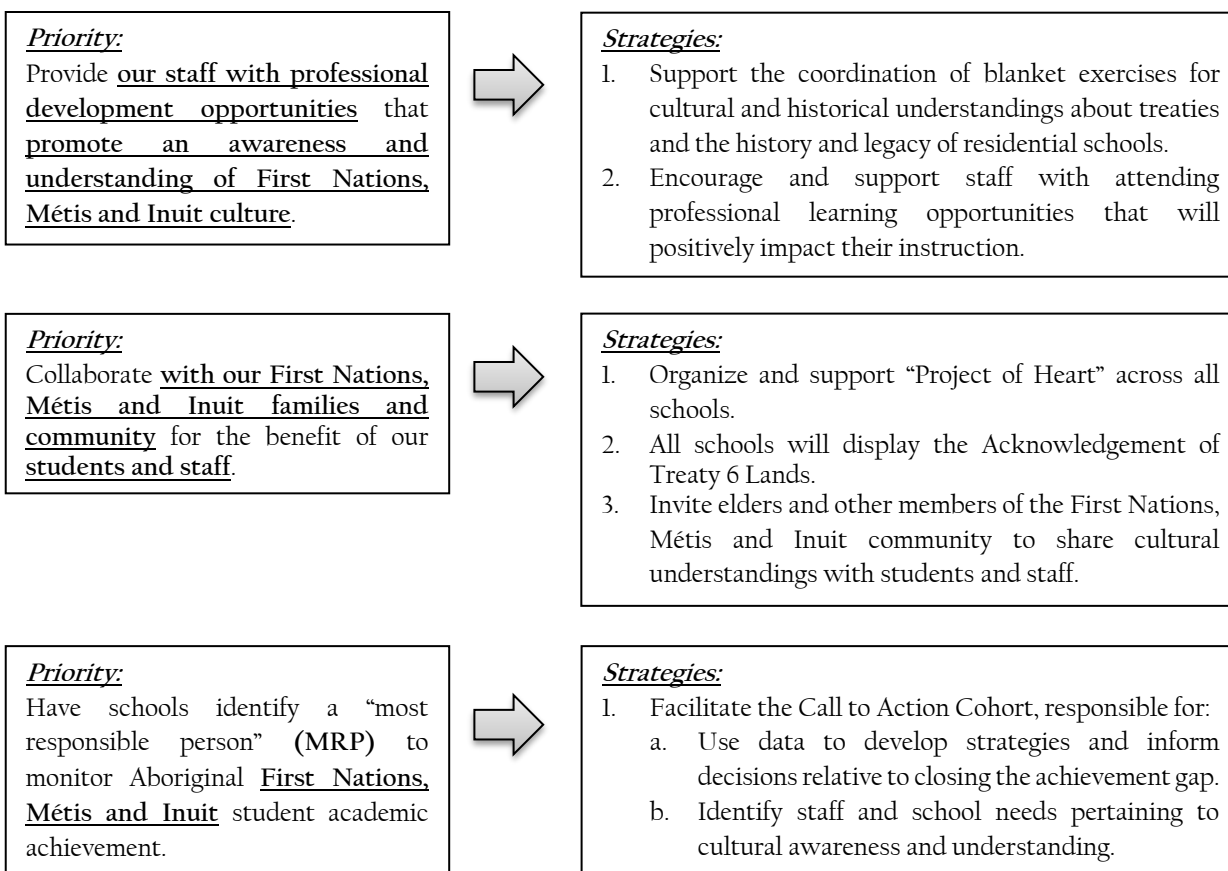 Priority:
Provide our staff with professional
development opportunities that
promote an awareness and
understanding of First Nations,
Métis and Inuit culture.
Strategies:
1. Support the coordination of blanket exercises for
cultural and historical understandings about treaties
and the history and legacy of residential schools.
2. Encourage and support staff with attending
professional learning opportunities that will
positively impact their instruction.
Priority:
Collaborate with our First Nations,
Métis and Inuit families and
community for the benefit of our
students and staff.
Strategies:
1. Organize and support “Project of Heart” across all
schools.
2. All schools will display the Acknowledgement of
Treaty 6 Lands.
3. Invite elders and other members of the First Nations,
Métis and Inuit community to share cultural
understandings with students and staff.
Priority:
Have schools identify a “most
responsible person” (MRP) to
monitor Aboriginal First Nations,
Métis and Inuit student academic
achievement.
Strategies:
1. Facilitate the Call to Action Cohort, responsible for:
a. Use data to develop strategies and inform
decisions relative to closing the achievement gap.
b. Identify staff and school needs pertaining to
cultural awareness and understanding.